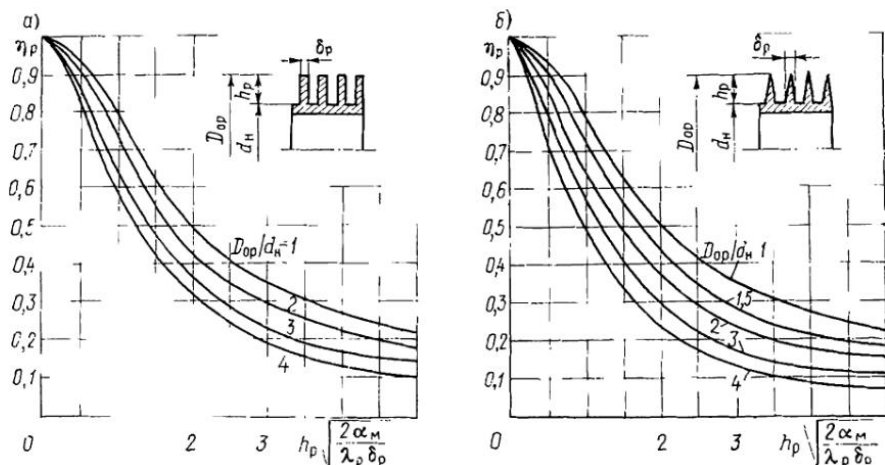 а)
η_р
0,9
0,8
0,7
0,6
0,5
0,4
0,3
0,2
0,1
0
2
3
δ_р
h_р
D_ор
d_н
D_ор/d_н=1
2
3
4
h_р √(2α_м / λ_р δ_р)
б)
η_р
0,9
0,8
0,7
0,6
0,5
0,4
0,3
0,2
0,1
0
2
3
δ_р
h_р
D_ор
d_н
D_ор/d_н 1
1,5
2
3
4
h_р √(2α_м / λ_р δ_р)